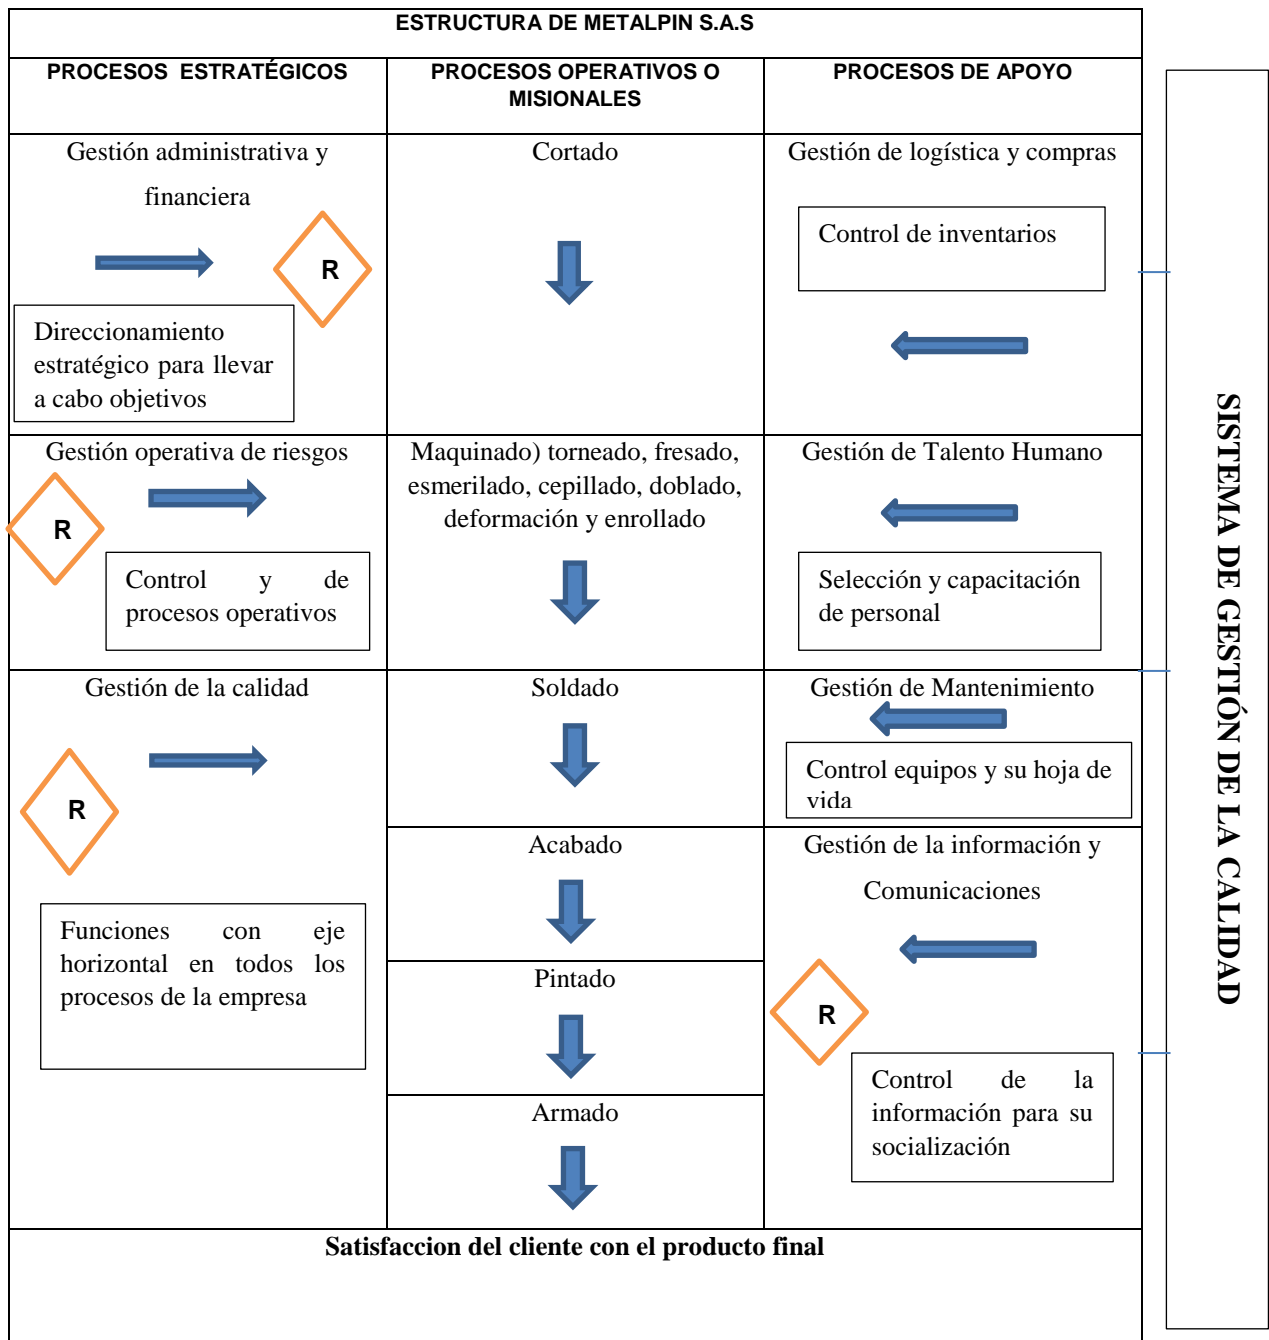 ESTRUCTURA DE METALPIN S.A.S
PROCESOS ESTRATÉGICOS
PROCESOS OPERATIVOS O
MISIONALES
PROCESOS DE APOYO
Gestión administrativa y
financiera
R
Direccionamiento
estratégico para llevar
a cabo objetivos
Cortado
Gestión de logística y compras
Control de inventarios
Gestión operativa de riesgos
R
Control y de
procesos operativos
Maquinado) torneado, fresado,
esmerilado, cepillado, doblado,
deformación y enrollado
Gestión de Talento Humano
Selección y capacitación
de personal
Gestión de la calidad
R
Funciones con eje
horizontal en todos los
procesos de la empresa
Soldado
Gestión de Mantenimiento
Control equipos y su hoja de
vida
Acabado
Gestión de la información y
Comunicaciones
R
Control de la
información para su
socialización
Pintado
Armado
Satisfaccion del cliente con el producto final
SISTEMA DE GESTIÓN DE LA CALIDAD